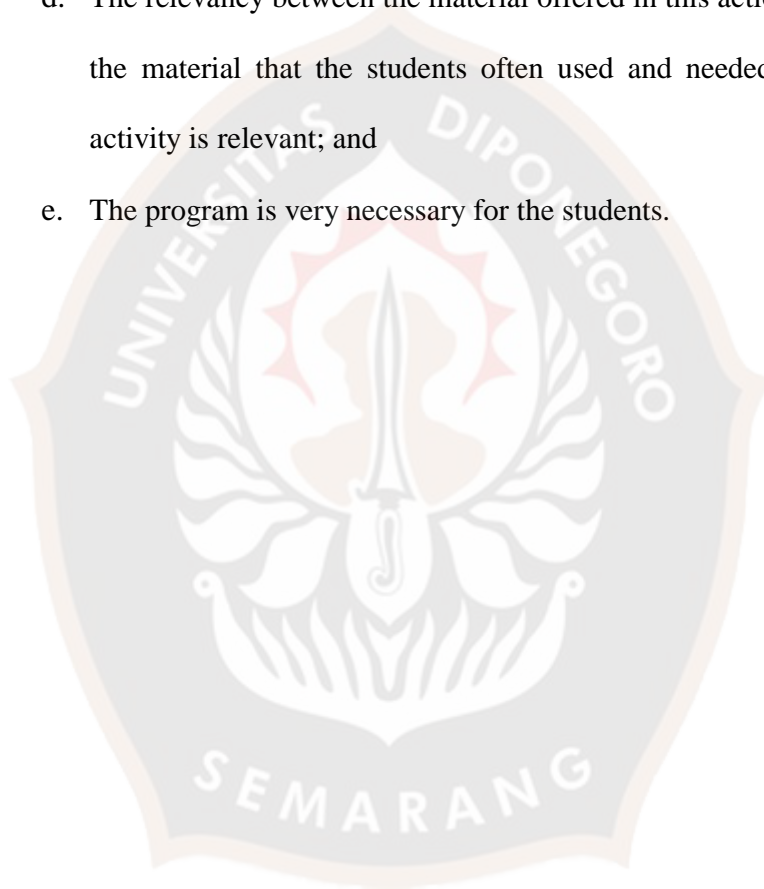 d. The relevancy between the material offered in this
the material that the students often used and needed
activity is relevant; and
e. The program is very necessary for the students.
UNIVERSITAS DIPONEGORO
SEMARANG